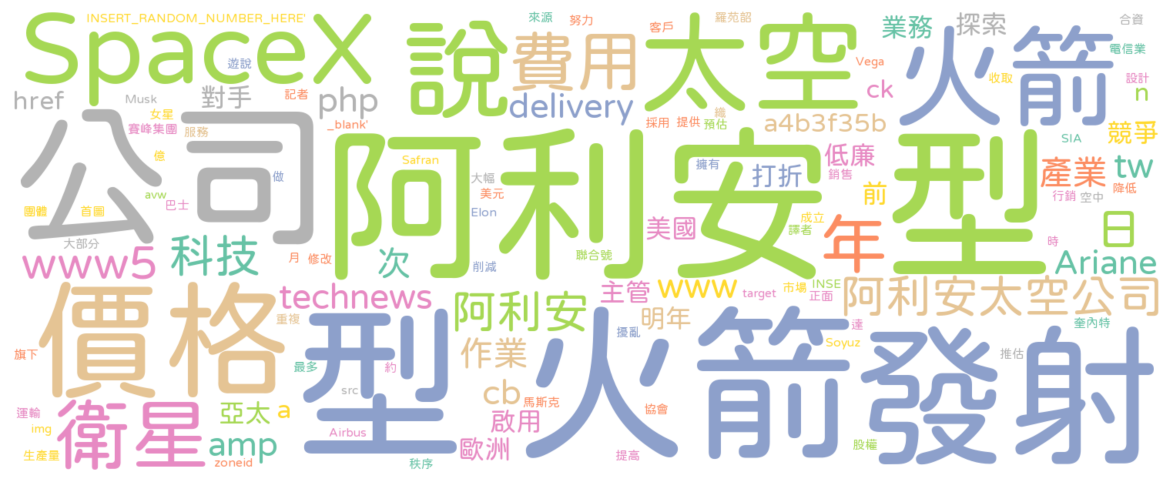 INSERT_RANDOM_NUMBER_HERE'
SpaceX
遊說
來源
努力
記者
_blank'
說
費用
delivery
客戶
羅苑韶
太空
Vega
ck
a4b3f35b
業務
探索
合資
火箭
電信業
收取
設計
n
href
Musk
女星
對手
php
賽峰集團
服務
採用
提供
織
預估
SIA
競爭
公司
億
avw
巴士
團體
首圖
大部分
做
Safran
大幅
美元
Elon
阿利安型
擁有
打折
低廉
銷售
前
產業
tw
降低
行銷
空中
成立
譯者
美國
年
日
www5
科技
月
修改
次
削減
聯合號
時
Ariane
technews
阿利安
主管
www
target
市場
INSE
正面
阿利安太空公司
價格
重複
型火箭
作業
明年
擾亂
達
Soyuz
奎內特
發射
旗下
最多
約
src
推估
cb
馬斯克
協會
運輸
衛星
亞太
a
img
amp
Airbus
啟用
歐洲
股權
生產量
zoneid
秩序
提高